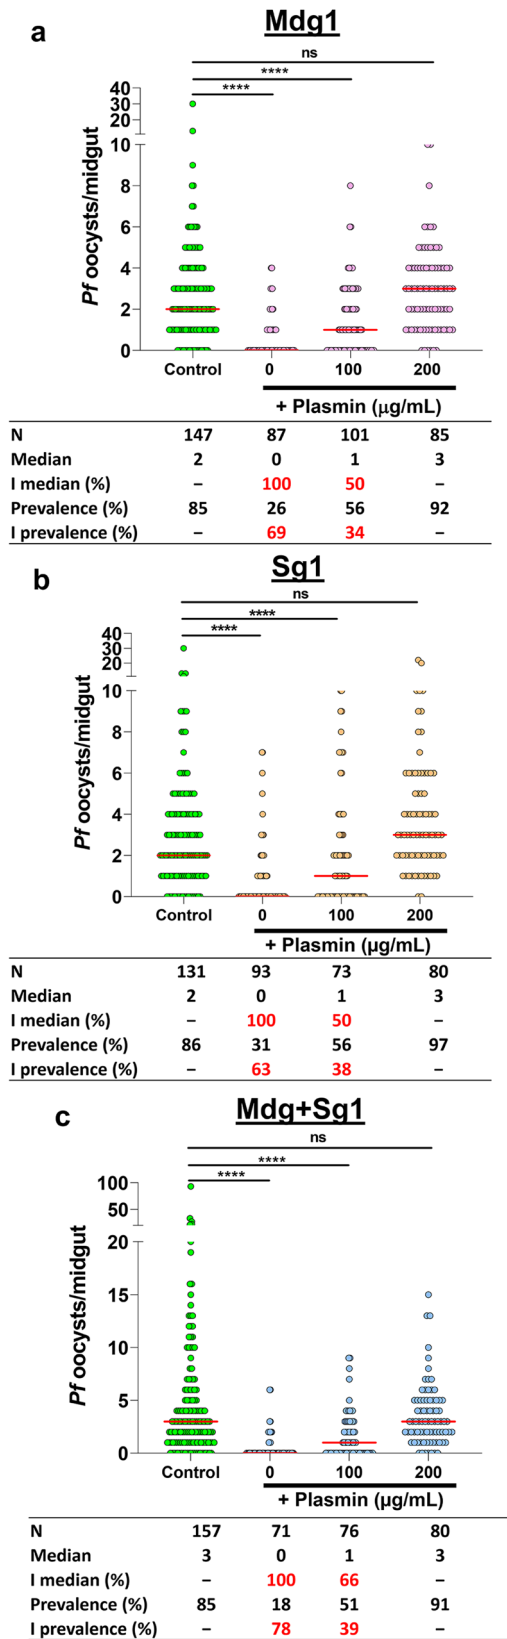 a
Mdg1
ns
****
****
40
30
20
10
8
6
4
2
0
Pf oocysts/midgut
Control 0 100 200
+ Plasmin (µg/mL)
N 147 87 101 85
Median 2 0 1 3
I median (%) – 100 50 –
Prevalence (%) 85 26 56 92
I prevalence (%) – 69 34 –
b
Sg1
ns
****
****
40
30
20
10
8
6
4
2
0
Pf oocysts/midgut
Control 0 100 200
+ Plasmin (µg/mL)
N 131 93 73 80
Median 2 0 1 3
I median (%) – 100 50 –
Prevalence (%) 86 31 56 97
I prevalence (%) – 63 38 –
c
Mdg+Sg1
ns
****
****
100
50
20
15
10
5
0
Pf oocysts/midgut
Control 0 100 200
+ Plasmin (µg/mL)
N 157 71 76 80
Median 3 0 1 3
I median (%) – 100 66 –
Prevalence (%) 85 18 51 91
I prevalence (%) – 78 39 –